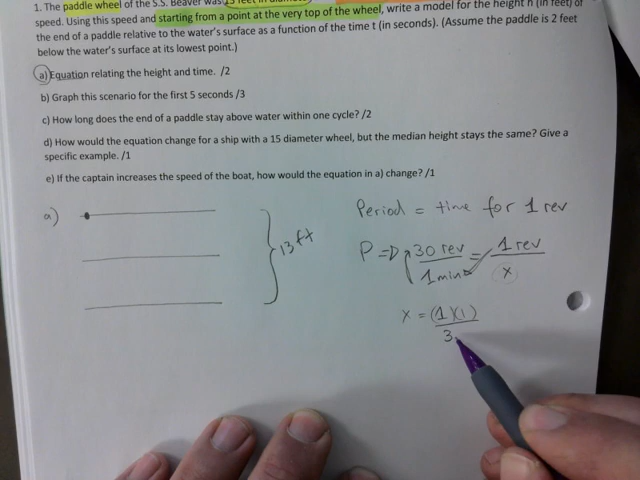 1. The paddle wheel of the S.S. Beaver was 13 feet in diameter
speed. Using this speed and starting from a point at the very top of the wheel, write a model for the height h (in feet) of
the end of a paddle relative to the water's surface as a function of the time t (in seconds). (Assume the paddle is 2 feet
below the water's surface at its lowest point.)
a) Equation relating the height and time. /2
b) Graph this scenario for the first 5 seconds /3
c) How long does the end of a paddle stay above water within one cycle? /2
d) How would the equation change for a ship with a 15 diameter wheel, but the median height stays the same? Give a
specific example. /1
e) If the captain increases the speed of the boat, how would the equation in a) change? /1
a)
13 ft
Period = time for 1 rev
P => 30 rev = 1 rev
1 min x
x = (1)(1)
3